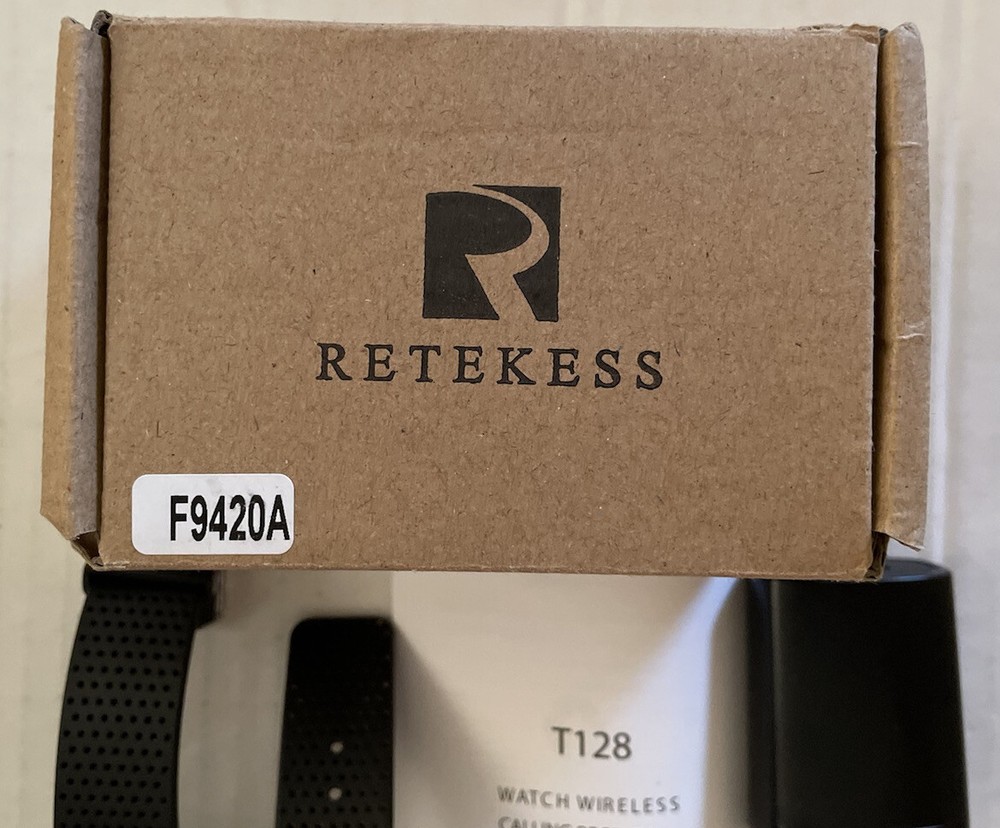 RETEKESS
F9420A
T128
WATCH WIRELESS